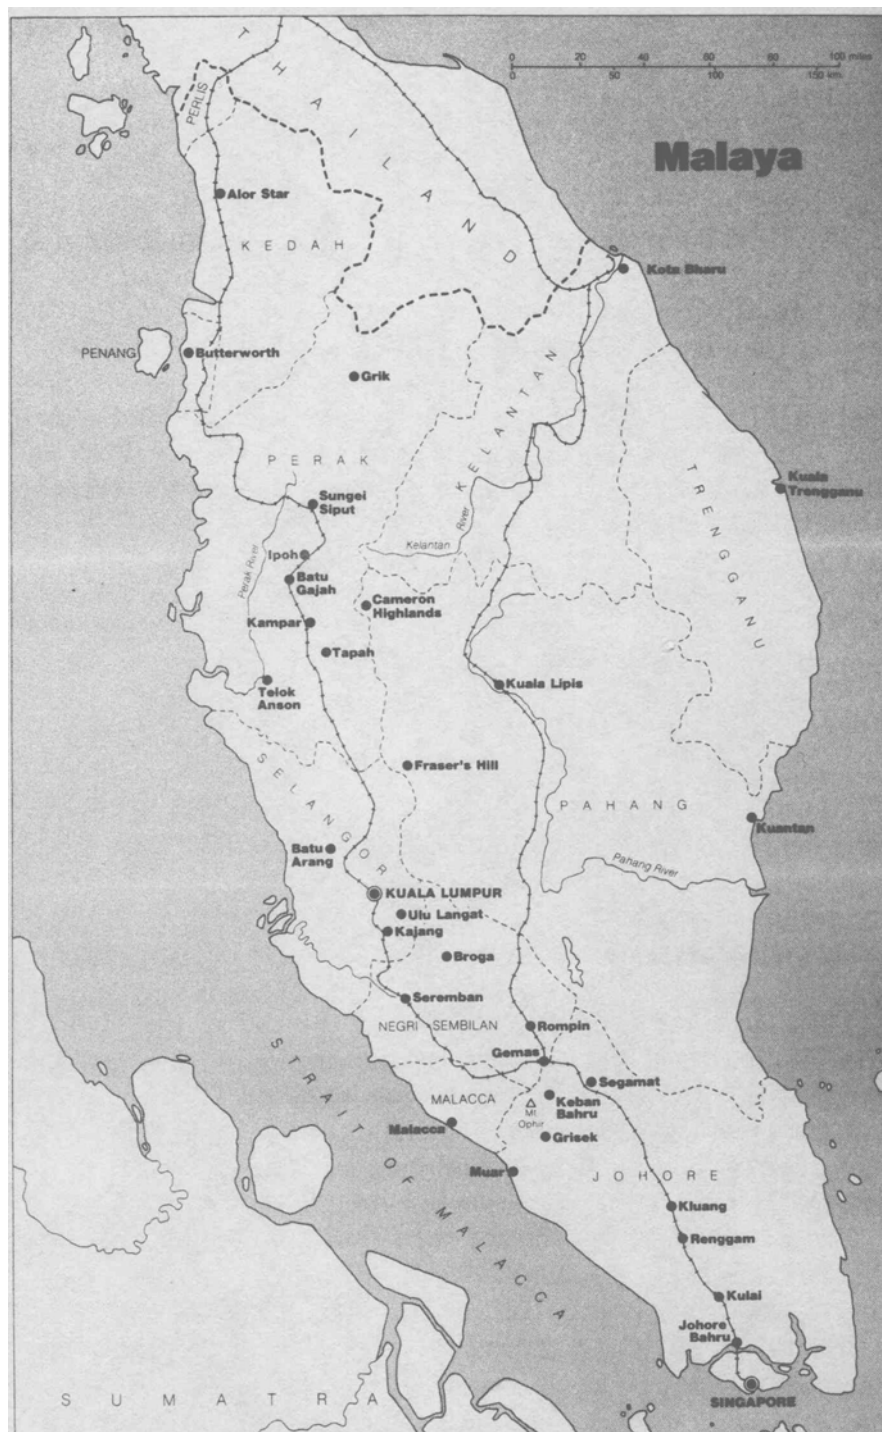 0 20 60 100 miles
0 50 100 150 km.
Malaya
THAILAND
PERLIS
Alor Star
KEDAH
Kota Bharu
PENANG
Butterworth
Grik
KELANTAN
PERAK
TRENGGANU
Kuala
Trengganu
Sungei
Siput
Kelantan
River
Perak River
Ipoh
Batu
Gajah
Cameron
Highlands
Kampar
Tapah
Telok
Anson
Kuala Lipis
SELANGOR
Fraser's Hill
PAHANG
Kuantan
Batu
Arang
Pahang River
KUALA LUMPUR
Ulu Langat
Kajang
Broga
Seremban
NEGRI SEMBILAN
Rompin
Gemas
Segamat
STRAIT OF MALACCA
MALACCA
Keban
Bahru
Mt
Ophir
Malacca
Grisek
Muar
JOHORE
Kluang
Renggam
Kulai
Johore
Bahru
SINGAPORE
SUMATRA